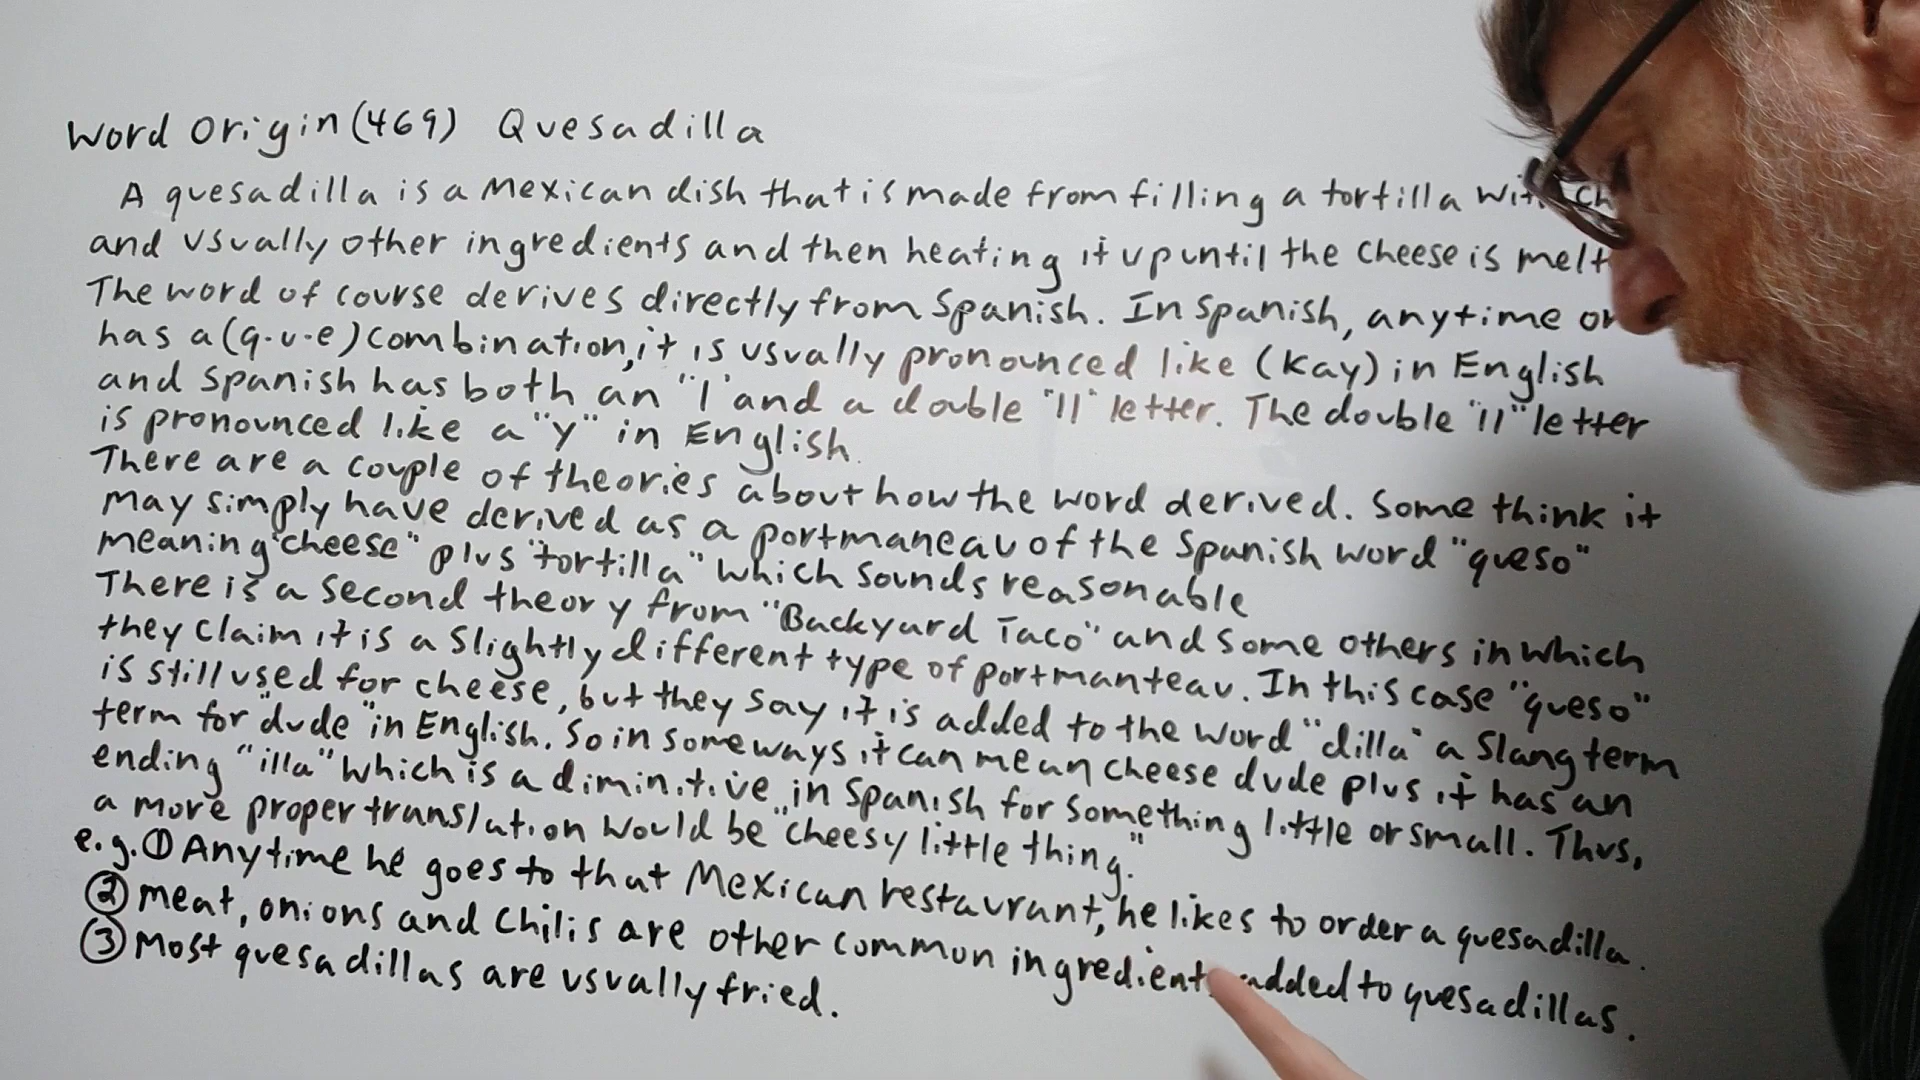 Word Origin (469) Quesadilla
A quesadilla is a Mexican dish that is made from filling a tortilla
and usually other ingredients and then heating it up until the cheese is melt
The word of course derives directly from Spanish. In Spanish, anytime
has a (q-u-e) combination, it is usually pronounced like (Kay) in English
and Spanish has both an "l" and a double "ll" letter. The double "ll" letter
is pronounced like a "y" in English.
There are a couple of theories about how the word derived. Some think it
may simply have derived as a portmaneau of the Spanish word "queso"
meaning "cheese" plus "tortilla" which sounds reasonable
There is a second theory from "Backyard Taco" and some others in which
they claim it is a slightly different type of portmanteau. In this case "queso"
is still used for cheese, but they say it is added to the word "dilla" a slang term
term for "dude" in English. So in some ways it can mean cheese dude plus it has an
ending "illa" which is a diminitive in Spanish for something little or small. Thus,
a more proper translation would be "cheesy little thing."
e.g. ① Anytime he goes to that Mexican restaurant, he likes to order a quesadilla.
② Meat, onions and Chilis are other common ingredients added to quesadillas.
③ Most quesadillas are usually fried.